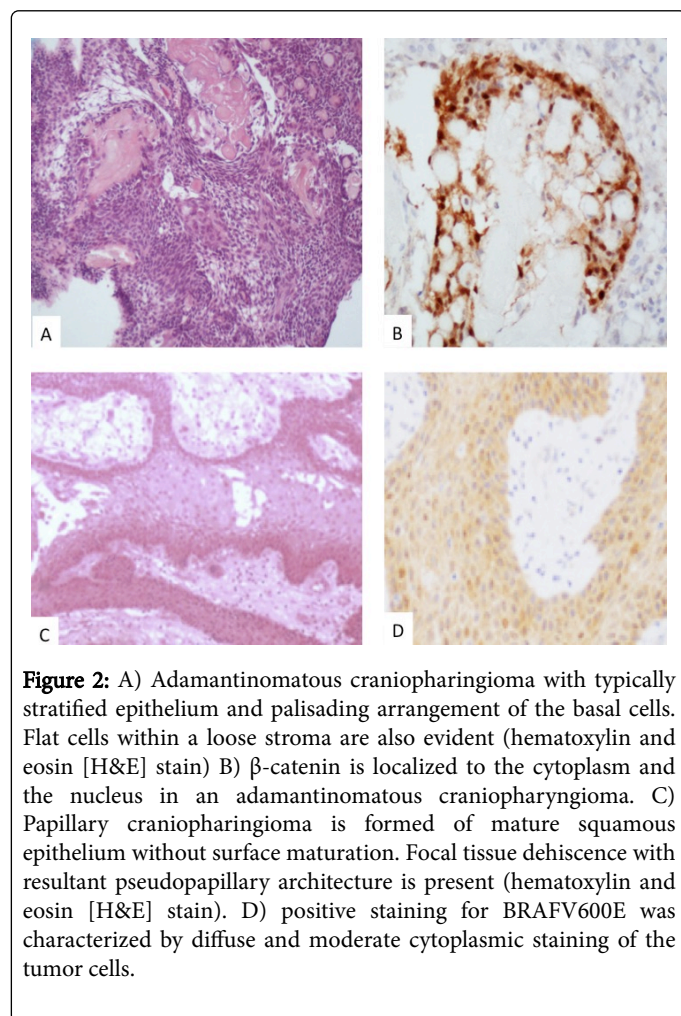 A
B
C
D
Figure 2: A) Adamantinomatous craniopharingioma with typically
stratified epithelium and palisading arrangement of the basal cells.
Flat cells within a loose stroma are also evident (hematoxylin and
eosin [H&E] stain) B) β-catenin is localized to the cytoplasm and
the nucleus in an adamantinomatous craniopharyngioma. C)
Papillary craniopharingioma is formed of mature squamous
epithelium without surface maturation. Focal tissue dehiscence with
resultant pseudopapillary architecture is present (hematoxylin and
eosin [H&E] stain). D) positive staining for BRAFV600E was
characterized by diffuse and moderate cytoplasmic staining of the
tumor cells.